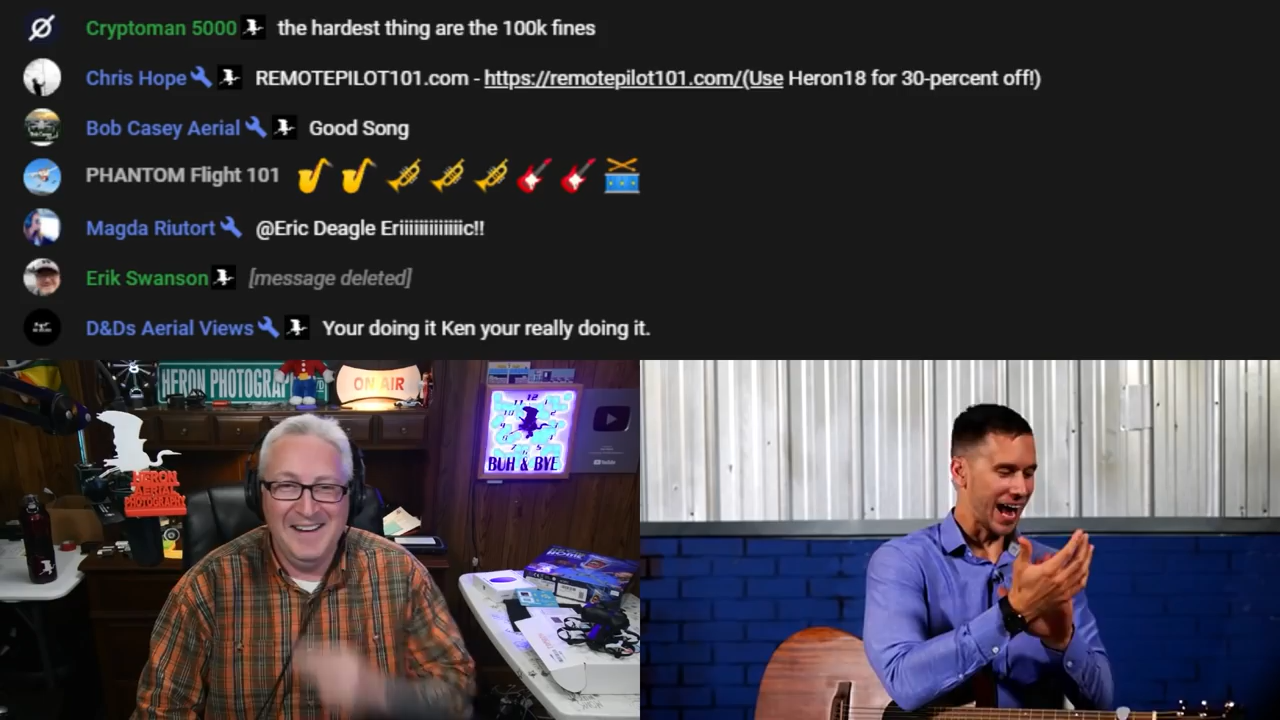 Cryptoman 5000 the hardest thing are the 100k fines
Chris Hope REMOTEPILOT101.com - https://remotepilot101.com/(Use Heron18 for 30-percent off!)
Bob Casey Aerial Good Song
PHANTOM Flight 101
Magda Riutort @Eric Deagle Eriiiiiiiiiiiiiic!!
Erik Swanson [message deleted]
D&Ds Aerial Views Your doing it Ken your really doing it.
HERON PHOTOGRAP
ON AIR
HERON
AERIAL
PHOTOGRAPHY
BUH & BYE
YouTube